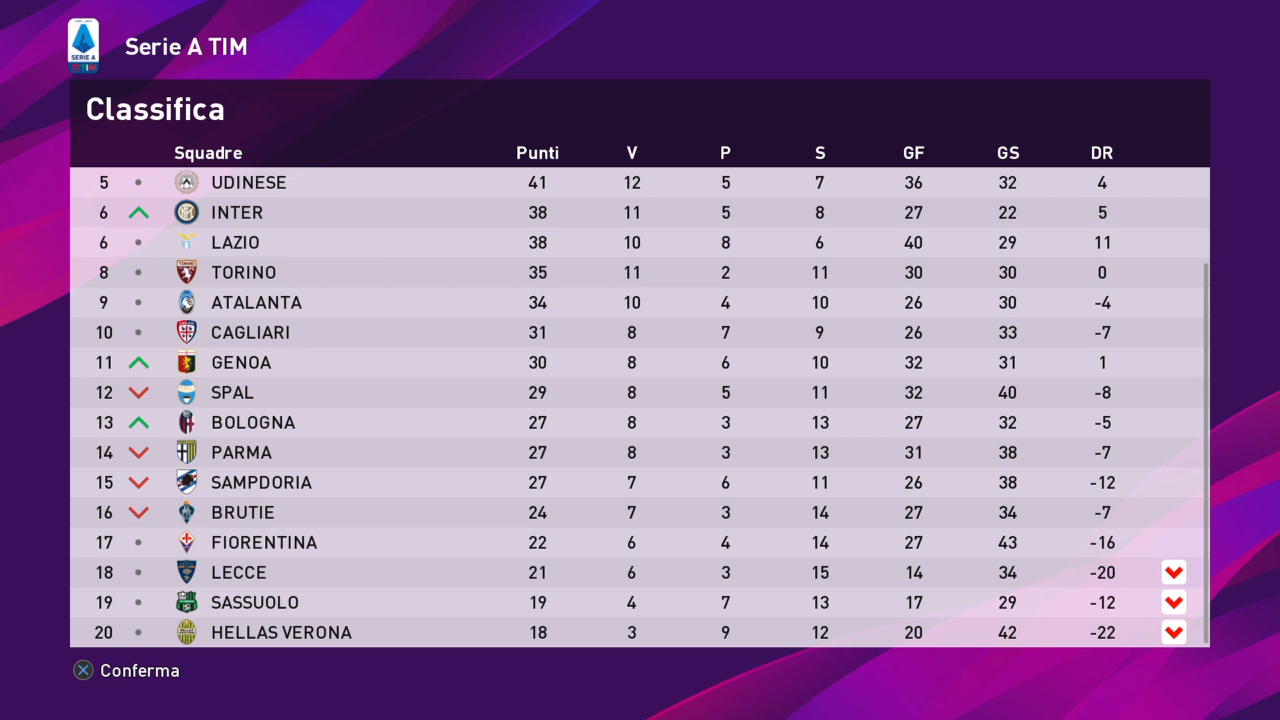 SERIE A
TIM
Serie A TIM
Classifica
Squadre Punti V P S GF GS DR
5 UDINESE 41 12 5 7 36 32 4
6 INTER 38 11 5 8 27 22 5
6 LAZIO 38 10 8 6 40 29 11
8 TORINO 35 11 2 11 30 30 0
9 ATALANTA 34 10 4 10 26 30 -4
10 CAGLIARI 31 8 7 9 26 33 -7
11 GENOA 30 8 6 10 32 31 1
12 SPAL 29 8 5 11 32 40 -8
13 BOLOGNA 27 8 3 13 27 32 -5
14 PARMA 27 8 3 13 31 38 -7
15 SAMPDORIA 27 7 6 11 26 38 -12
16 BRUTIE 24 7 3 14 27 34 -7
17 FIORENTINA 22 6 4 14 27 43 -16
18 LECCE 21 6 3 15 14 34 -20
19 SASSUOLO 19 4 7 13 17 29 -12
20 HELLAS VERONA 18 3 9 12 20 42 -22
Conferma